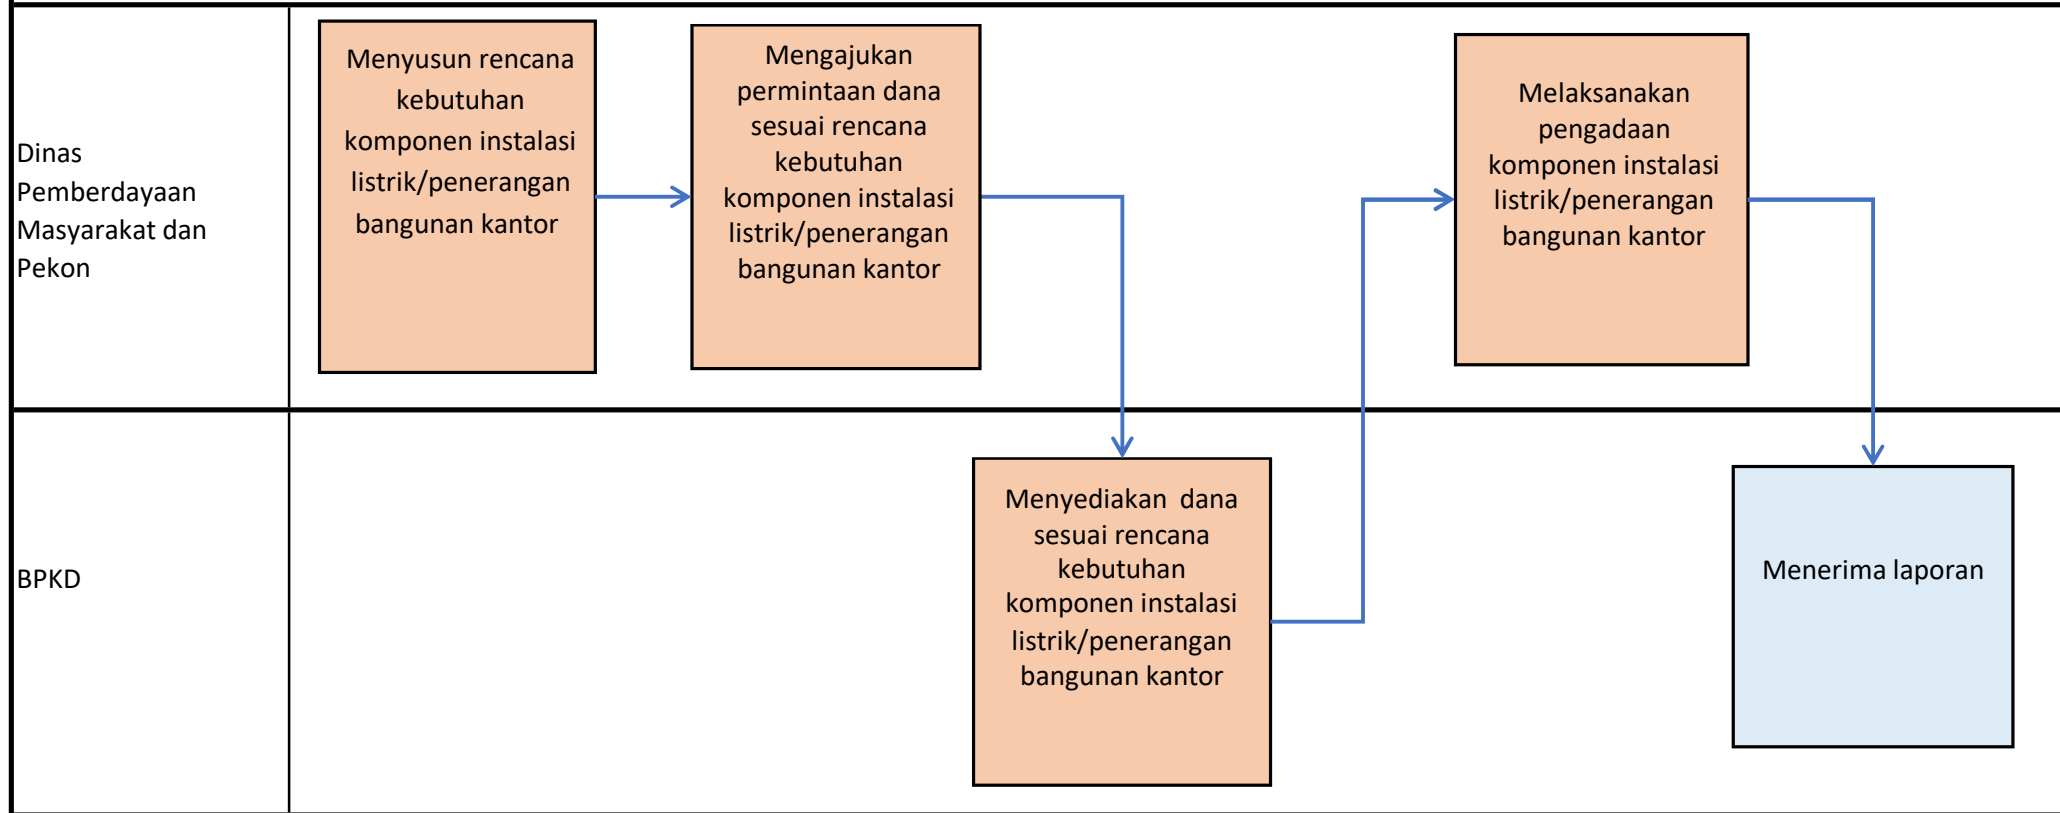 Dinas
Pemberdayaan
Masyarakat dan
Pekon
Menyusun rencana
kebutuhan
komponen instalasi
listrik/penerangan
bangunan kantor
Mengajukan
permintaan dana
sesuai rencana
kebutuhan
komponen instalasi
listrik/penerangan
bangunan kantor
Melaksanakan
pengadaan
komponen instalasi
listrik/penerangan
bangunan kantor
BPKD
Menyediakan  dana
sesuai rencana
kebutuhan
komponen instalasi
listrik/penerangan
bangunan kantor
Menerima laporan